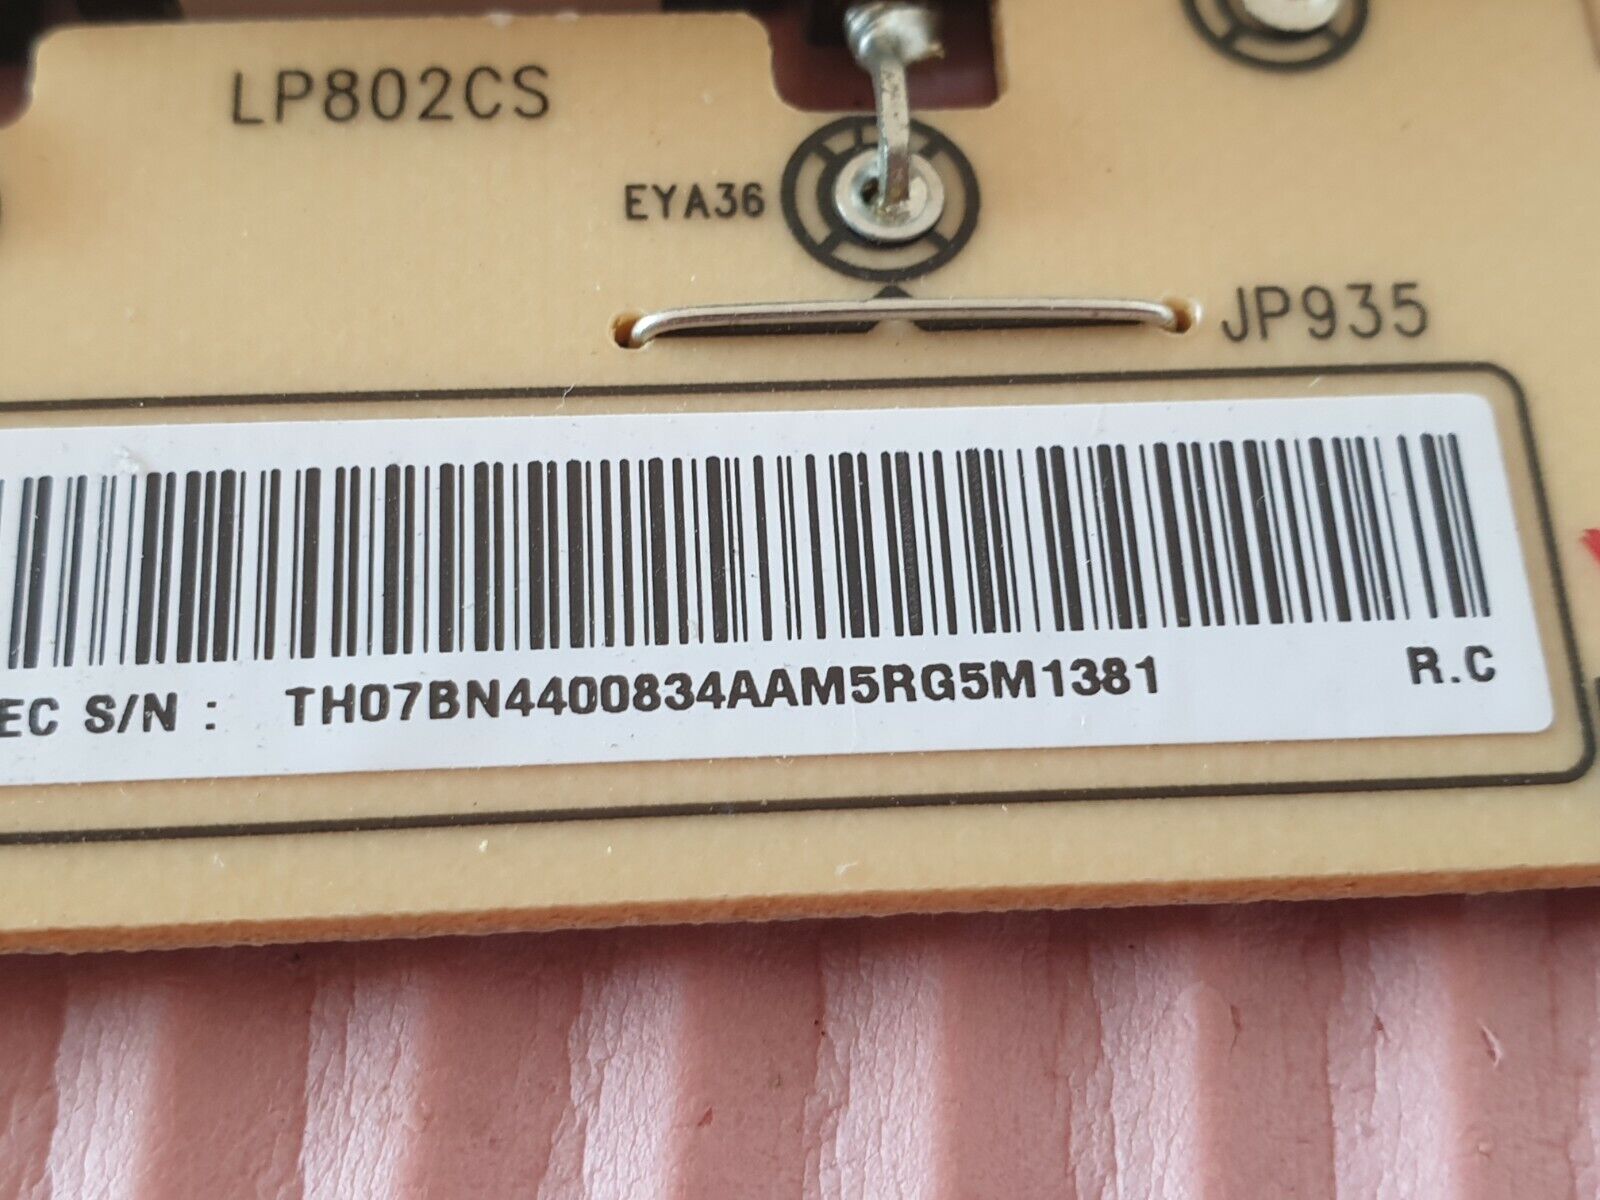 LP802CS
EYA36
JP935
EC S/N : TH07BN4400834AAM5RG5M1381 R.C